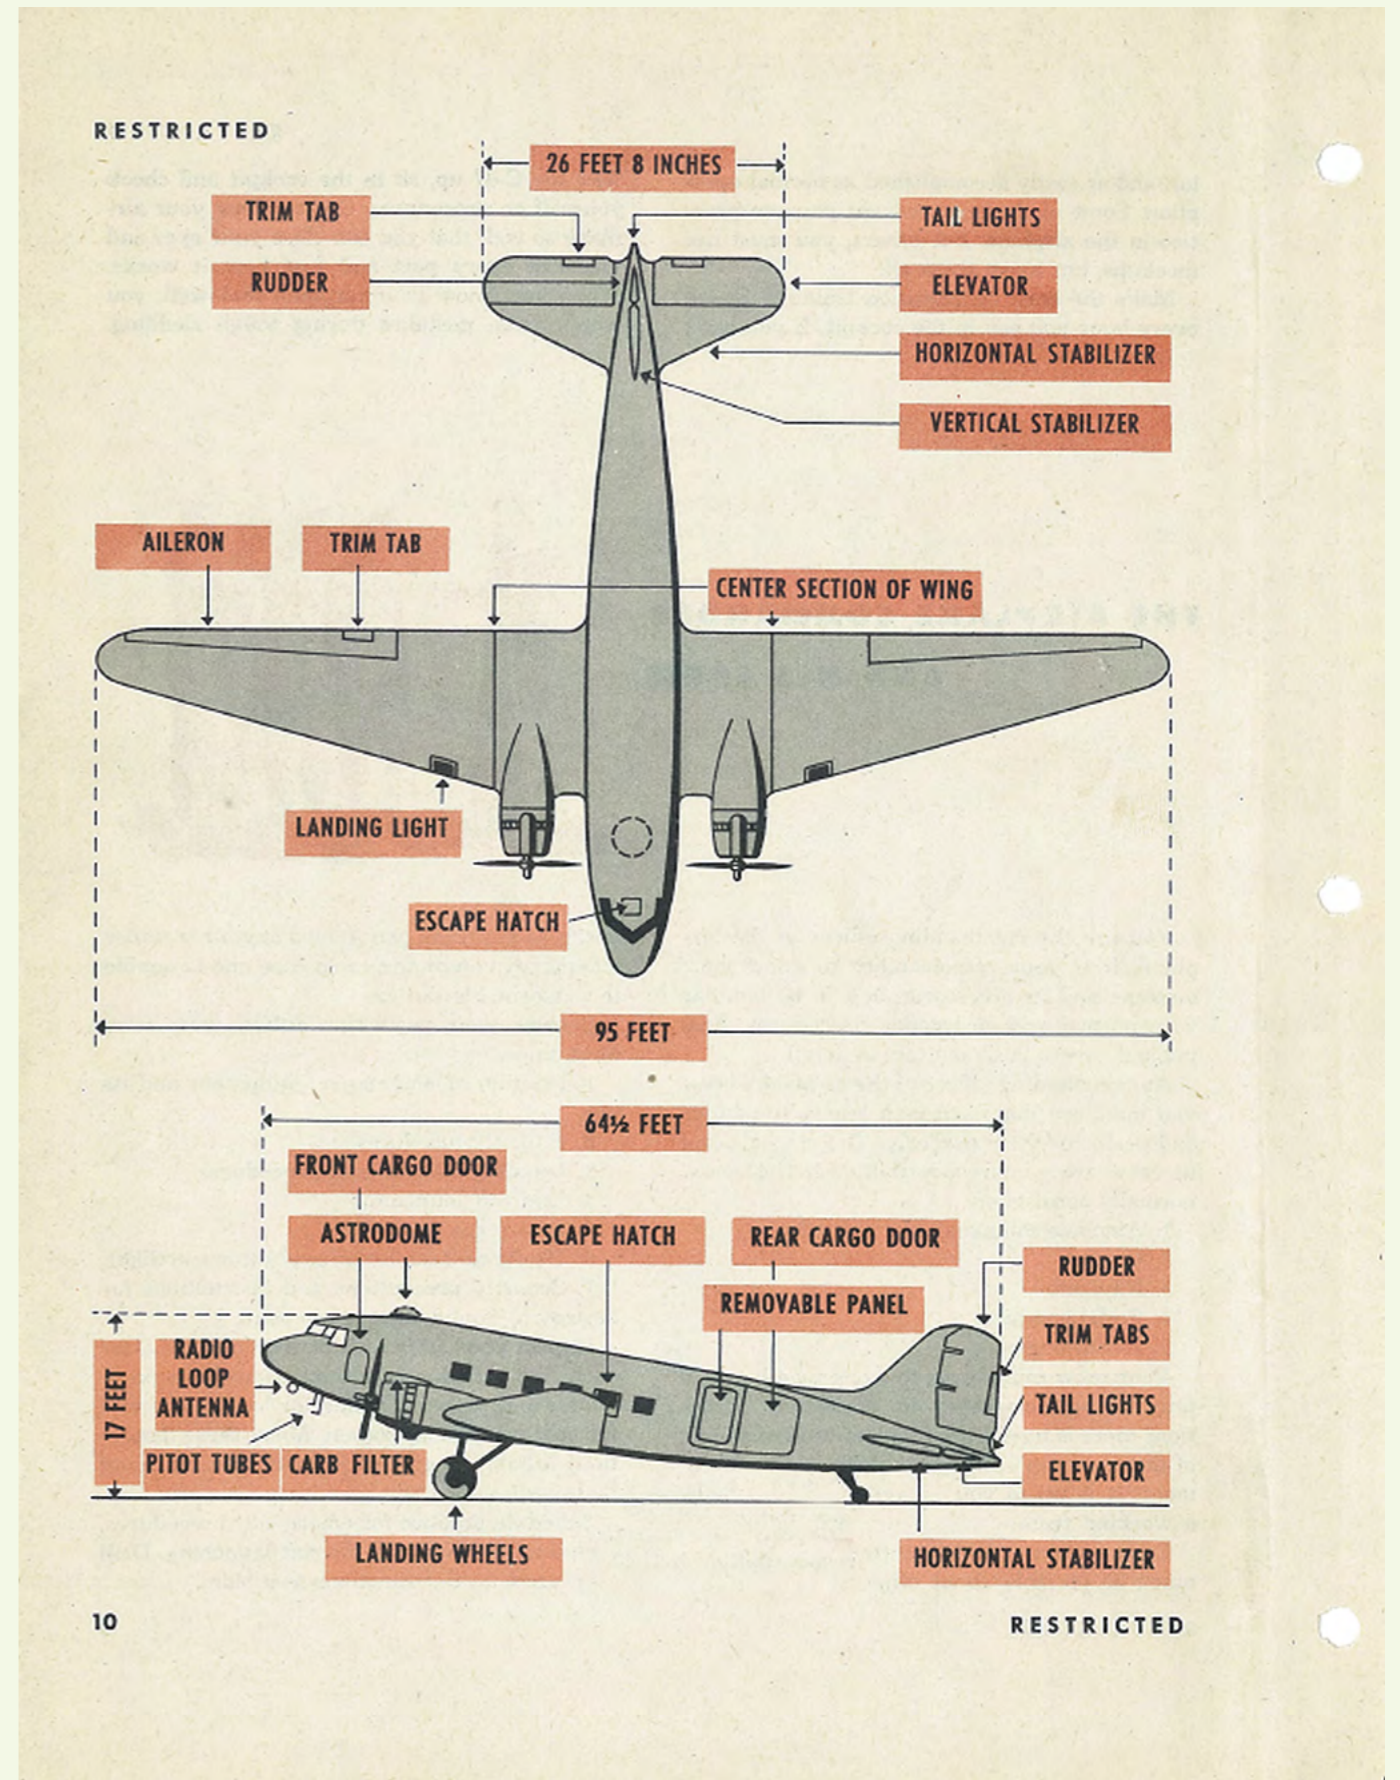 RESTRICTED
26 FEET 8 INCHES
TRIM TAB
TAIL LIGHTS
RUDDER
ELEVATOR
HORIZONTAL STABILIZER
VERTICAL STABILIZER
AILERON
TRIM TAB
CENTER SECTION OF WING
LANDING LIGHT
ESCAPE HATCH
95 FEET
64½ FEET
FRONT CARGO DOOR
ASTRODOME
ESCAPE HATCH
REAR CARGO DOOR
RUDDER
REMOVABLE PANEL
TRIM TABS
17 FEET
RADIO
LOOP
ANTENNA
TAIL LIGHTS
PITOT TUBES
CARB FILTER
ELEVATOR
LANDING WHEELS
HORIZONTAL STABILIZER
10
RESTRICTED